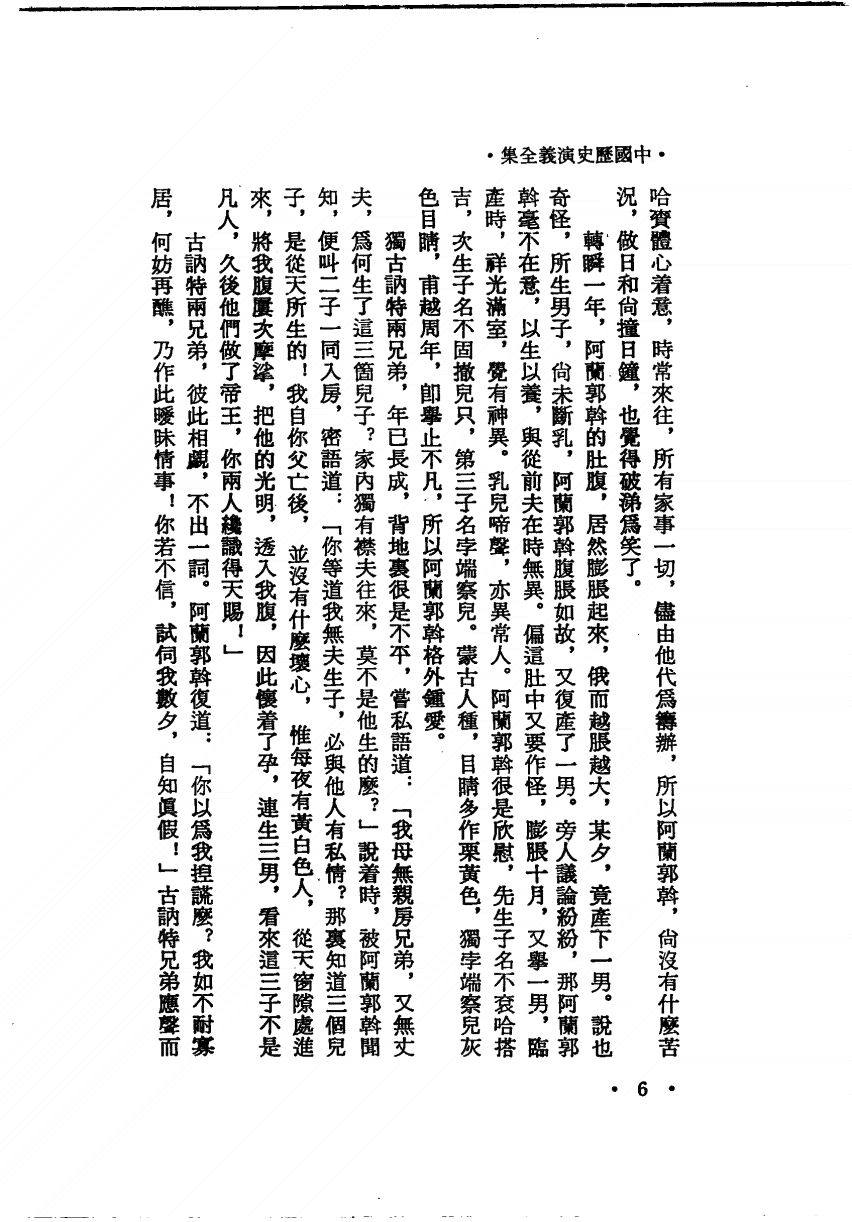 •中國歷史演義全集•
哈賚體心着意，時常來往，所有家事一切，儘由他代爲籌辦，所以阿蘭郭斡，尙沒有什麽苦
況，做日和尙撞日鐘，也覺得破涕爲笑了。
轉瞬一年，阿蘭郭斡的肚腹，居然膨脹起來，俄而越脹越大，某夕，竟產下一男。說也
奇怪，所生男子，尙未斷乳，阿蘭郭斡腹脹如故，又復產了一男。旁人議論紛紛，那阿蘭郭
斡毫不在意，以生以養，與從前夫在時無異。偏這肚中又要作怪，膨脹十月，又擧一男，臨
產時，祥光滿室，覺有神異。乳兒啼聲，亦異常人。阿蘭郭斡很是欣慰，先生子名不袞哈搭
吉，次生子名不固撒兒只，第三子名孛端察兒。蒙古人種，目睛多作栗黃色，獨孛端察兒灰
色目睛，甫越周年，卽擧止不凡，所以阿蘭郭斡格外鍾愛。
獨古訥特兩兄弟，年已長成，背地裏很是不平，嘗私語道：「我母無親房兄弟，又無丈
夫，爲何生了這三箇兒子？家內獨有襟夫往來，莫不是他生的麽？」說着時，被阿蘭郭斡聞
知，便叫二子一同入房，密語道：「你等道我無夫生子，必與他人有私情？那裏知道三個兒
子，是從天所生的！我自你父亡後，並沒有什麽壞心，惟每夜有黃白色人，從天窗隙處進
來，將我腹屢次摩挲，把他的光明，透入我腹，因此懷着了孕，連生三男，看來這三子不是
凡人，久後他們做了帝王，你兩人纔識得天賜！」
古訥特兩兄弟，彼此相覷，不出一詞。阿蘭郭斡復道：「你以爲我捏謊麽？我如不耐寡
居，何妨再醮，乃作此曖昧情事！你若不信，試伺我數夕，自知眞假！」古訥特兄弟應聲而
• 6 •